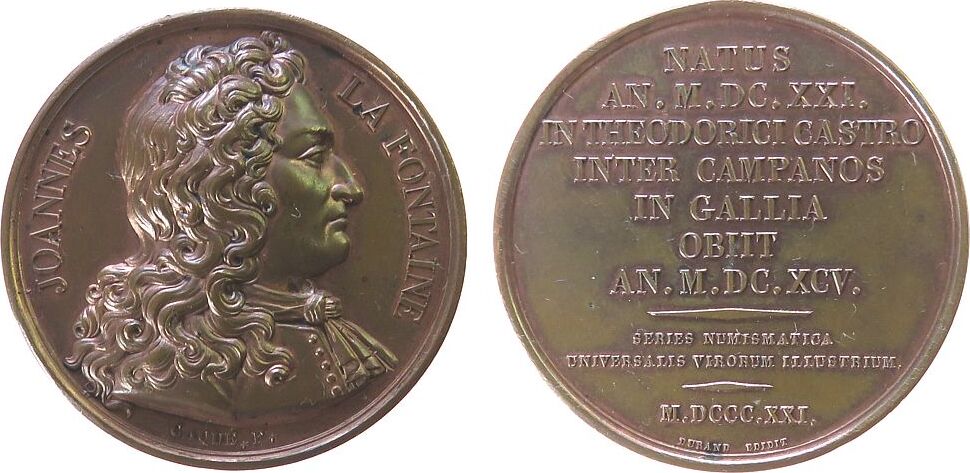 JOANNES LA FONTAINE
CAQUÉ. F.
NATUS
AN. M. DC. XXI.
IN THEODORICI CASTRO
INTER CAMPANOS
IN GALLIA
OBIIT
AN. M. DC. XCV.
SERIES NUMISMATICA
UNIVERSALIS VIRORUM ILLUSTRIUM.
M.DCCC.XXI.
DURAND EDIDIT